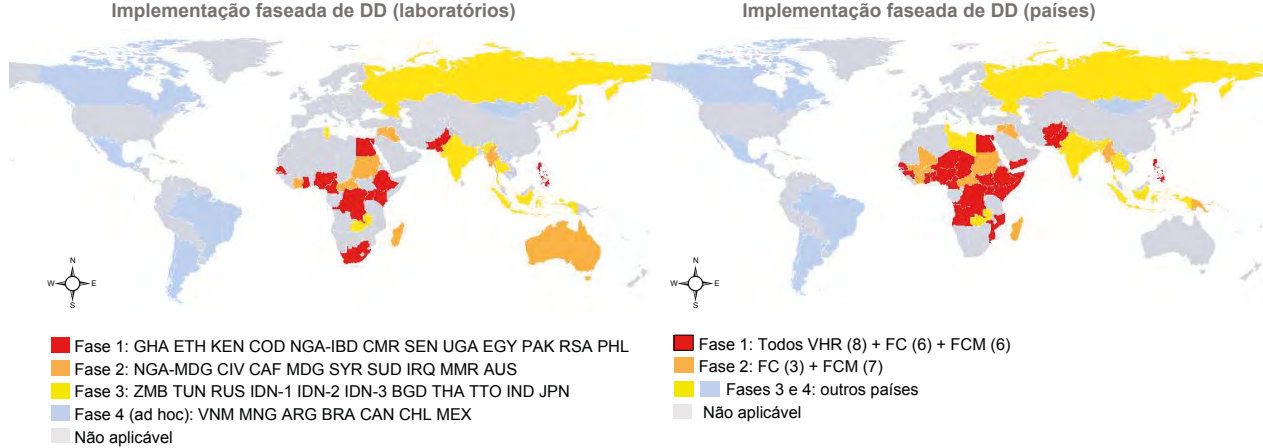 Implementação faseada de DD (laboratórios)
N
W E
S
Fase 1: GHA ETH KEN COD NGA-IBD CMR SEN UGA EGY PAK RSA PHL
Fase 2: NGA-MDG CIV CAF MDG SYR SUD IRQ MMR AUS
Fase 3: ZMB TUN RUS IDN-1 IDN-2 IDN-3 BGD THA TTO IND JPN
Fase 4 (ad hoc): VNM MNG ARG BRA CAN CHL MEX
Não aplicável
Implementação faseada de DD (países)
N
W E
S
Fase 1: Todos VHR (8) + FC (6) + FCM (6)
Fase 2: FC (3) + FCM (7)
Fases 3 e 4: outros países
Não aplicável